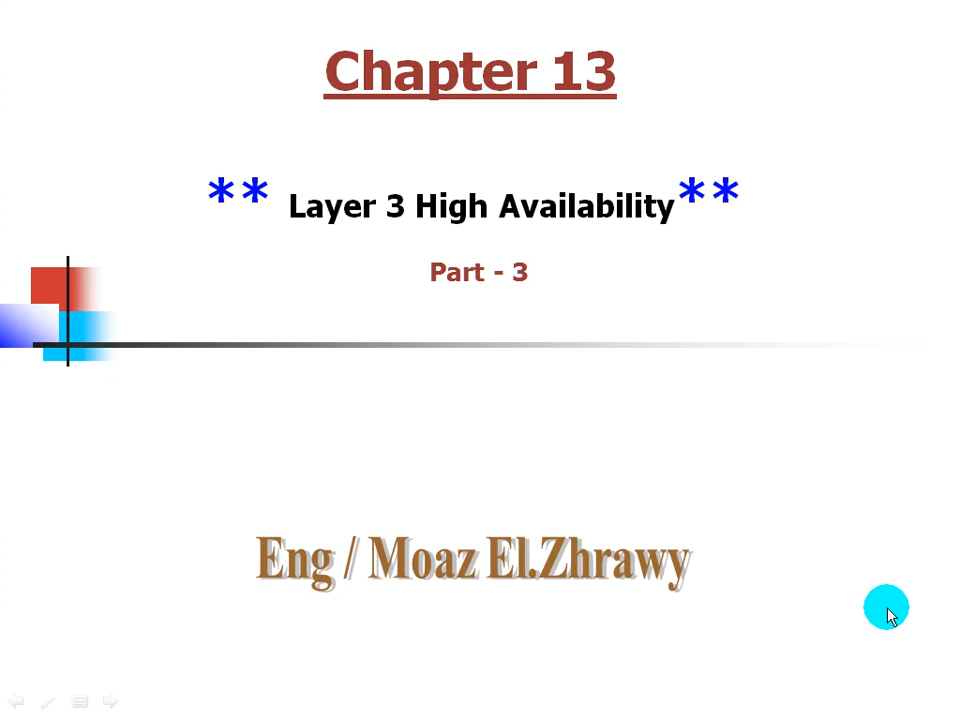 Chapter 13
** Layer 3 High Availability**
Part - 3
Eng / Moaz El.Zhrawy